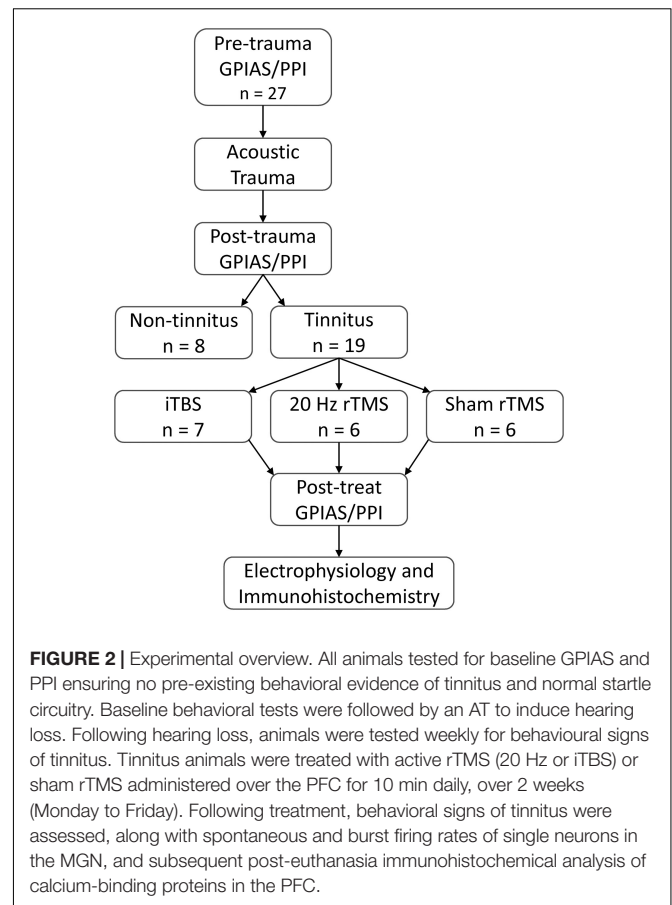 Pre-trauma
GPIAS/PPI
n = 27
Acoustic
Trauma
Post-trauma
GPIAS/PPI
Non-tinnitus
n = 8
Tinnitus
n = 19
iTBS
n = 7
20 Hz rTMS
n = 6
Sham rTMS
n = 6
Post-treat
GPIAS/PPI
Electrophysiology and
Immunohistochemistry
FIGURE 2 | Experimental overview. All animals tested for baseline GPIAS and
PPI ensuring no pre-existing behavioral evidence of tinnitus and normal startle
circuitry. Baseline behavioral tests were followed by an AT to induce hearing
loss. Following hearing loss, animals were tested weekly for behavioural signs
of tinnitus. Tinnitus animals were treated with active rTMS (20 Hz or iTBS) or
sham rTMS administered over the PFC for 10 min daily, over 2 weeks
(Monday to Friday). Following treatment, behavioral signs of tinnitus were
assessed, along with spontaneous and burst firing rates of single neurons in
the MGN, and subsequent post-euthanasia immunohistochemical analysis of
calcium-binding proteins in the PFC.